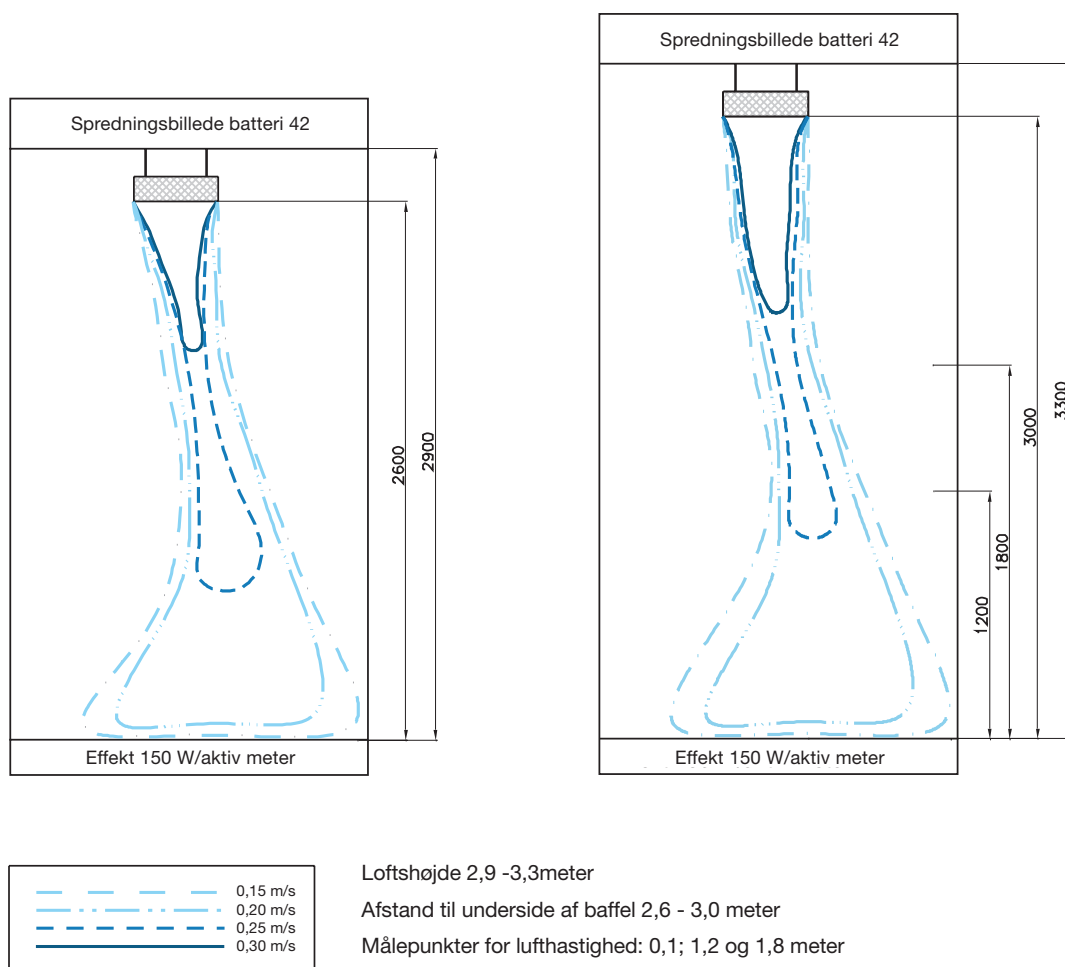 Spredningsbillede batteri 42
2600
2900
Effekt 150 W/aktiv meter
Spredningsbillede batteri 42
1200
1800
3000
3300
Effekt 150 W/aktiv meter
0,15 m/s
0,20 m/s
0,25 m/s
0,30 m/s
Loftshøjde 2,9 -3,3meter
Afstand til underside af baffel 2,6 - 3,0 meter
Målepunkter for lufthastighed: 0,1; 1,2 og 1,8 meter